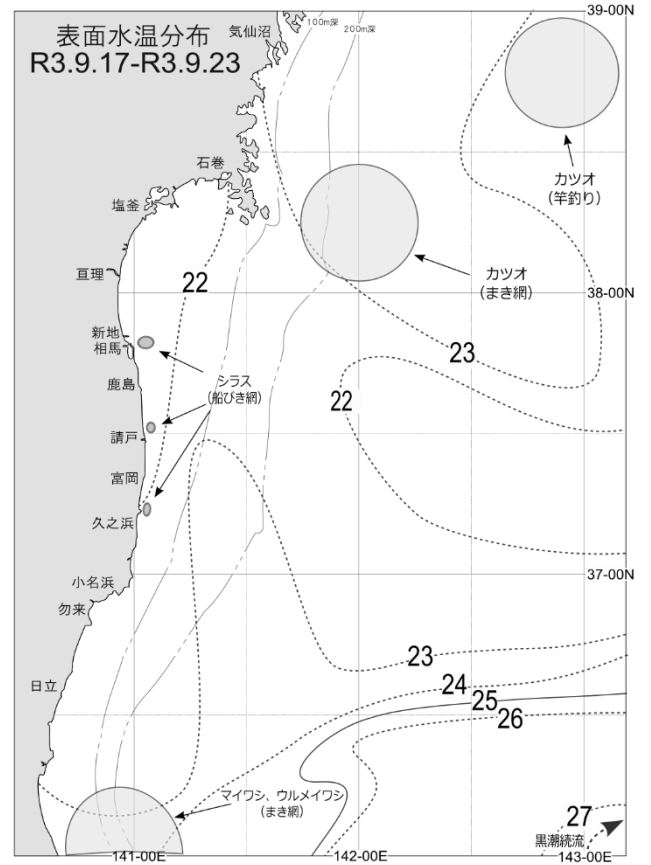 表面水温分布
R3.9.17-R3.9.23
気仙沼
100m深
200m深
39-00N
石巻
塩釜
カツオ
(竿釣り)
カツオ
(まき網)
亘理
22
38-00N
新地
相馬
23
鹿島
シラス
(船びき網)
22
請戸
富岡
久之浜
37-00N
小名浜
勿来
23
24
25
26
日立
マイワシ、ウルメイワシ
(まき網)
27
黒潮続流
141-00E
142-00E
143-00E